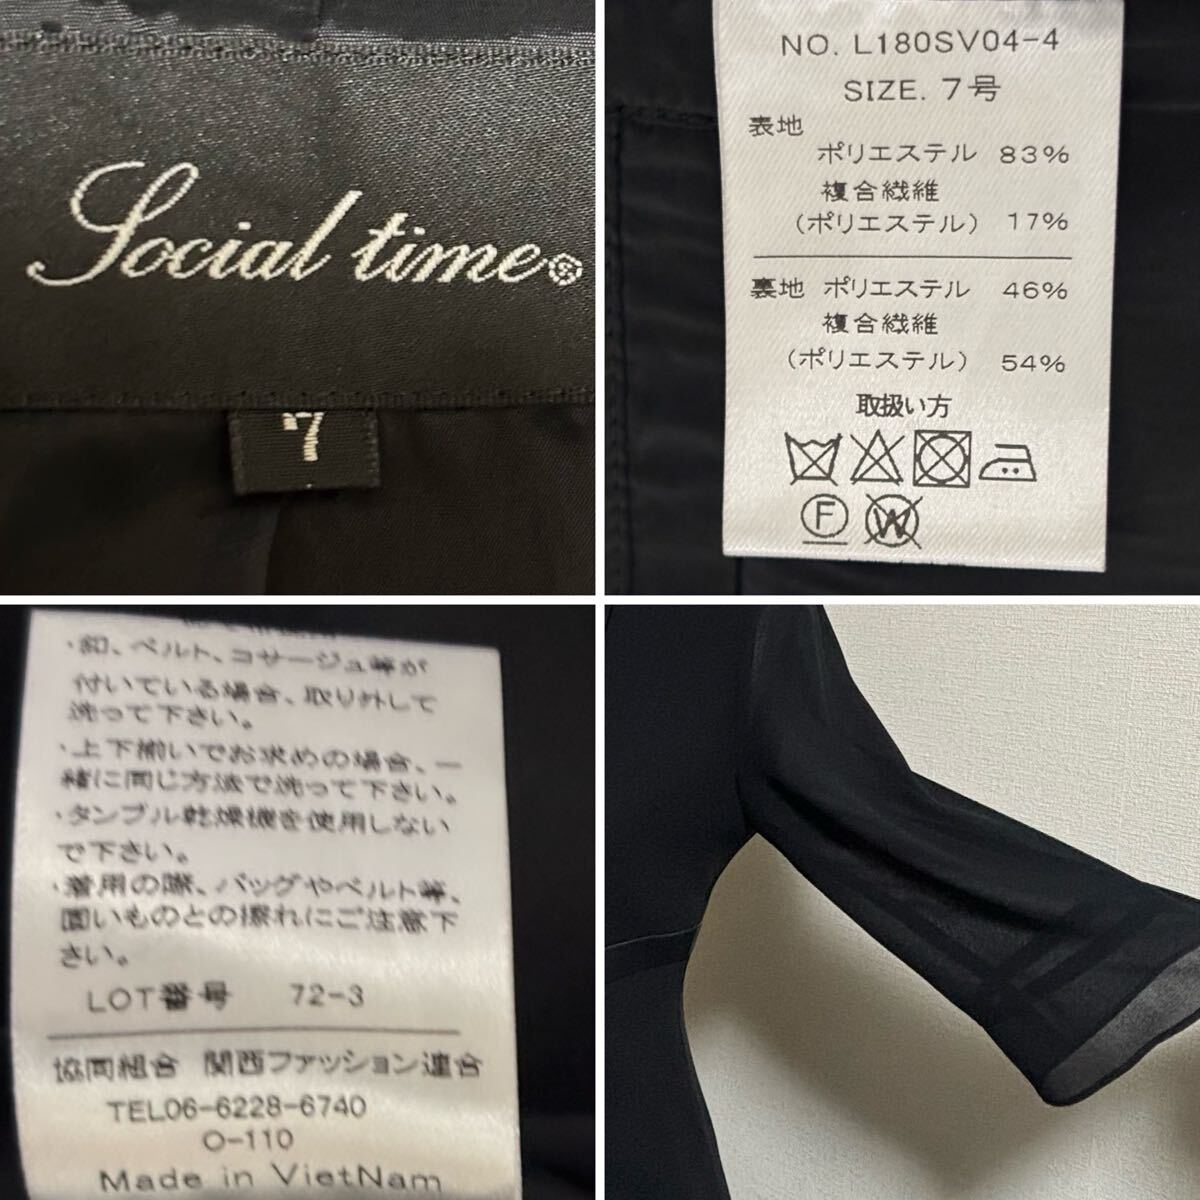 Social time
7
NO. L180SV04-4
SIZE. 7号
表地
ポリエステル 83%
複合繊維
(ポリエステル) 17%
裏地 ポリエステル 46%
複合繊維
(ポリエステル) 54%
取扱い方
F
W
・釦、ベルト、コサージュ等が
付いている場合、取り外して
洗って下さい。
・上下揃いでお求めの場合、一
緒に同じ方法で洗って下さい。
・タンブル乾燥機を使用しない
で下さい。
・着用の際、バッグやベルト等、
固いものとの擦れにご注意下
さい。
LOT番号 72-3
協同組合 関西ファッション連合
TEL06-6228-6740
O-110
Made in VietNam